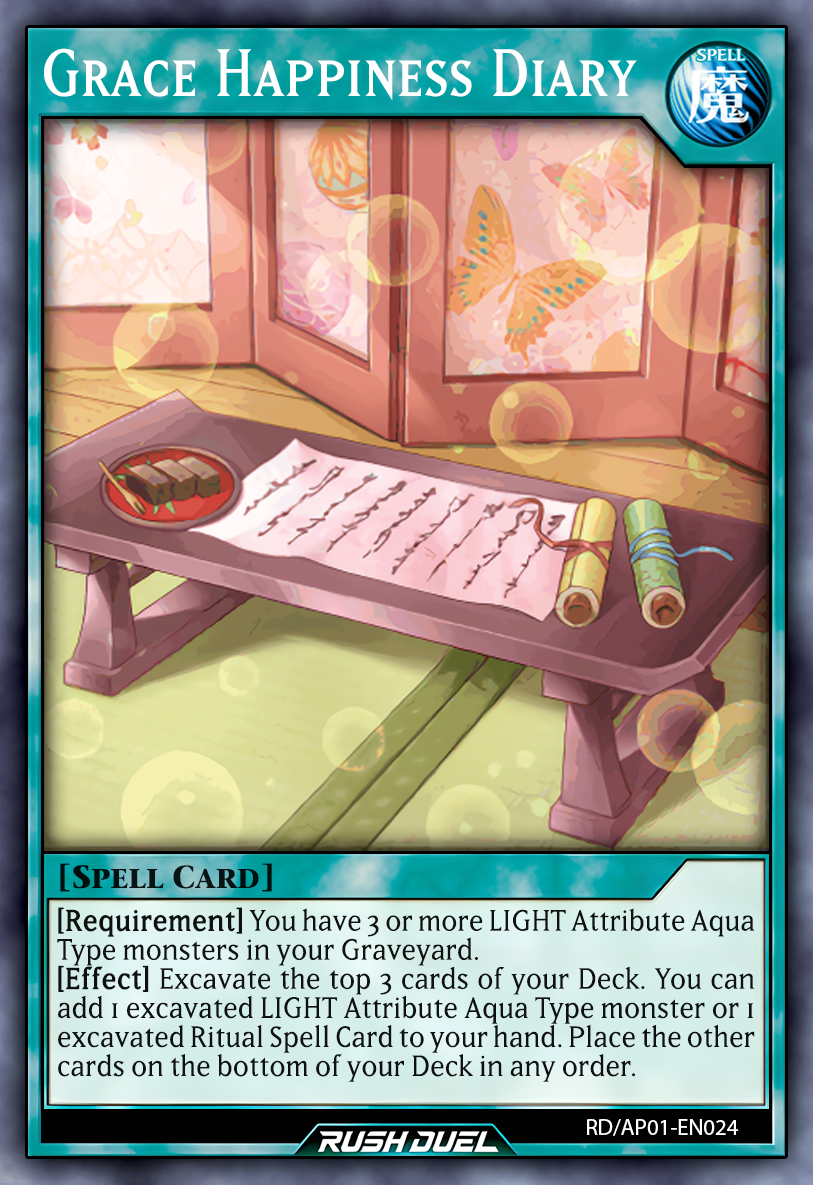 Grace Happiness Diary
SPELL
魔
[Spell Card]
[Requirement] You have 3 or more LIGHT Attribute Aqua
Type monsters in your Graveyard.
[Effect] Excavate the top 3 cards of your Deck. You can
add 1 excavated LIGHT Attribute Aqua Type monster or 1
excavated Ritual Spell Card to your hand. Place the other
cards on the bottom of your Deck in any order.
RD/AP01-EN024
RUSH DUEL